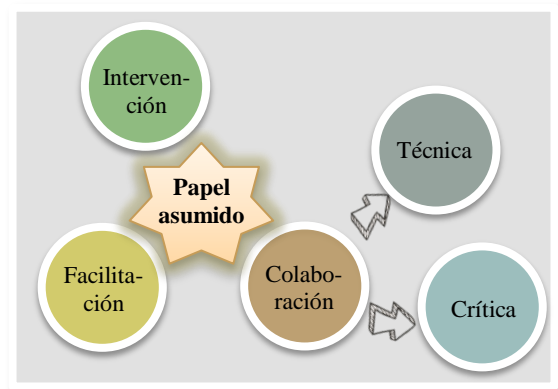 Interven-
ción
Técnica
Papel
asumido
Facilita-
ción
Colabo-
ración
Crítica